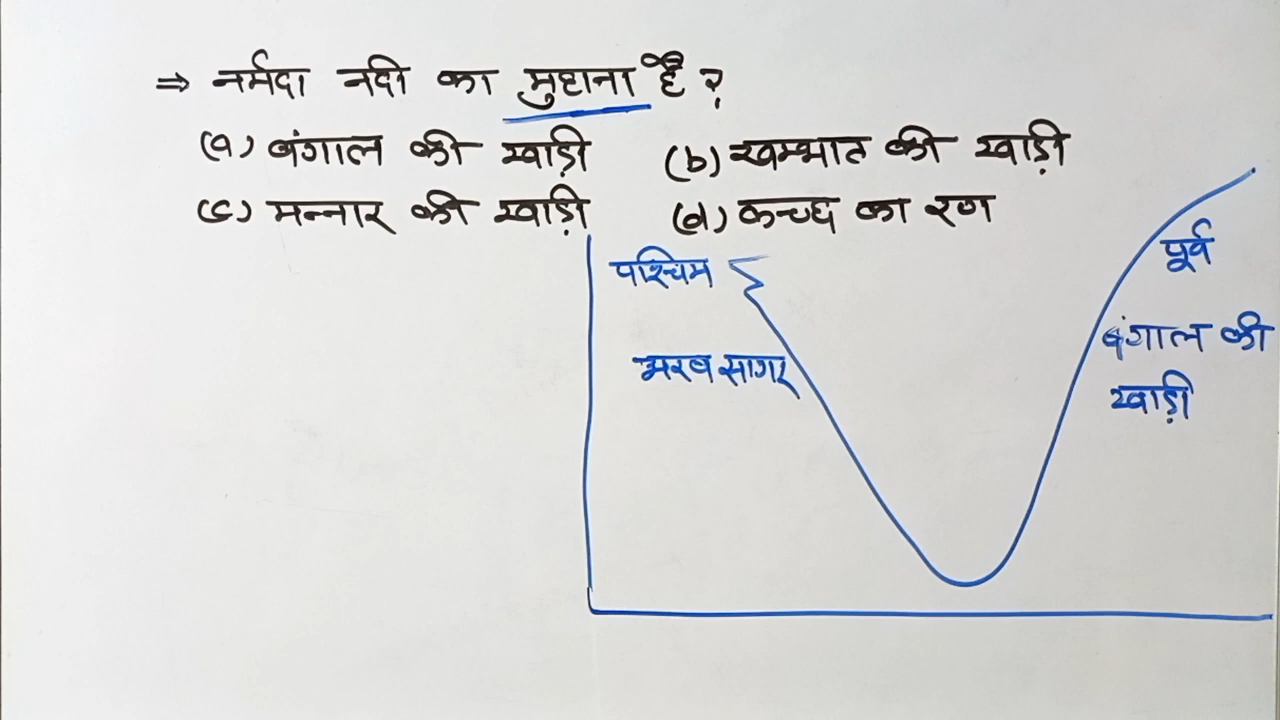 ⇒ नर्मदा नदी का मुहाना है ?
(a) बंगाल की खाड़ी (b) खम्भात की खाड़ी
(c) मन्नार की खाड़ी (d) कच्छ का रण
पश्चिम
पूर्व
अरब सागर
बंगाल की
खाड़ी